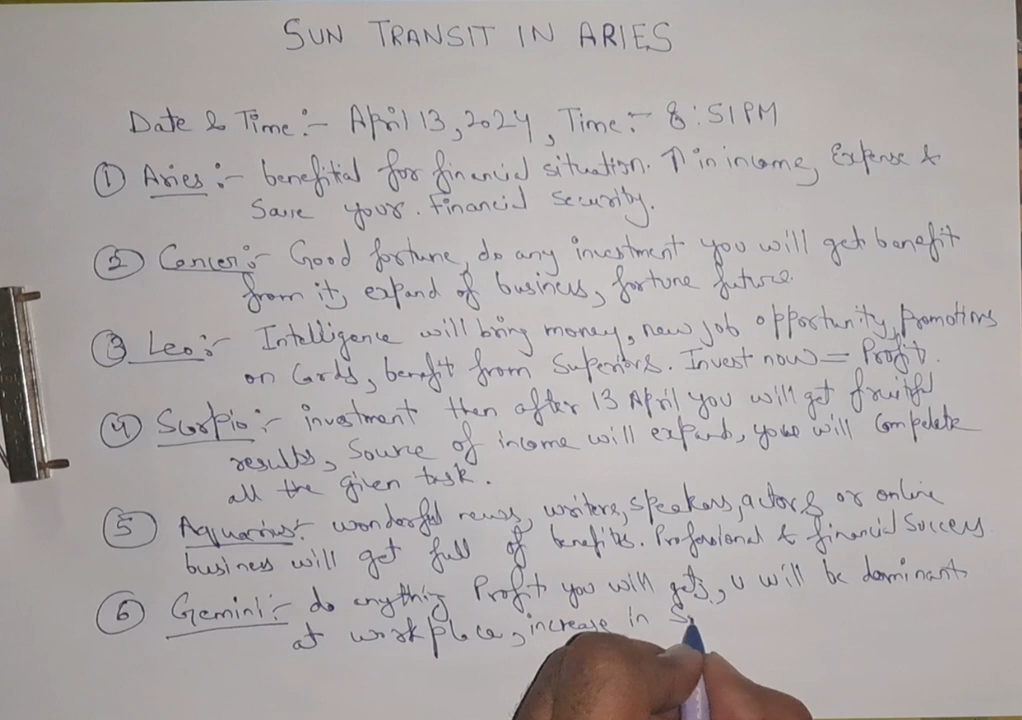 SUN TRANSIT IN ARIES
Date & Time:- April 13, 2024, Time:- 8:51PM
① Aries:- benefitial for financial situation. ↑ in income, Expense &
Save your. Financial security.
② Cancer:- Good fortune, do any investment you will get benefit
from it, expand of business, fortune future.
③ Leo:- Intelligence will bring money, new job opportunity, promotions
on Cards, benefit from Superiors. Invest now = Profit.
④ Scorpio:- investment then after 13 April you will get fruitful
results, Source of income will expand, you will Compelete
all the given task.
⑤ Aquarius:- wonderful news, writers, speakers, actors or online
business will get full of benefits. Professional & financial Success.
⑥ Gemini:- do anything Profit you will gets, u will be dominant
at workplace, increase in